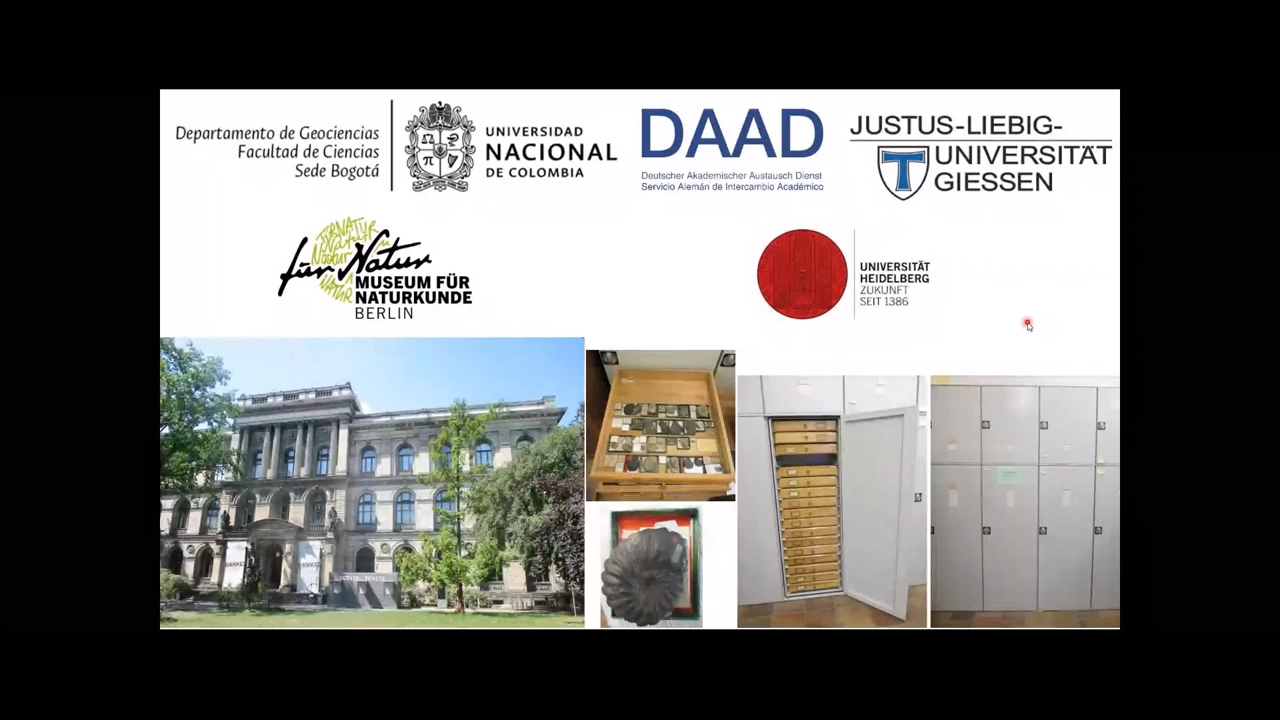 Departamento de Geociencias
Facultad de Ciencias
Sede Bogotá
UNIVERSIDAD
NACIONAL
DE COLOMBIA
DAAD
Deutscher Akademischer Austausch Dienst
Servicio Alemán de Intercambio Académico
JUSTUS-LIEBIG-
UNIVERSITÄT
GIESSEN
für Natur
MUSEUM FÜR
NATURKUNDE
BERLIN
UNIVERSITÄT
HEIDELBERG
ZUKUNFT
SEIT 1386